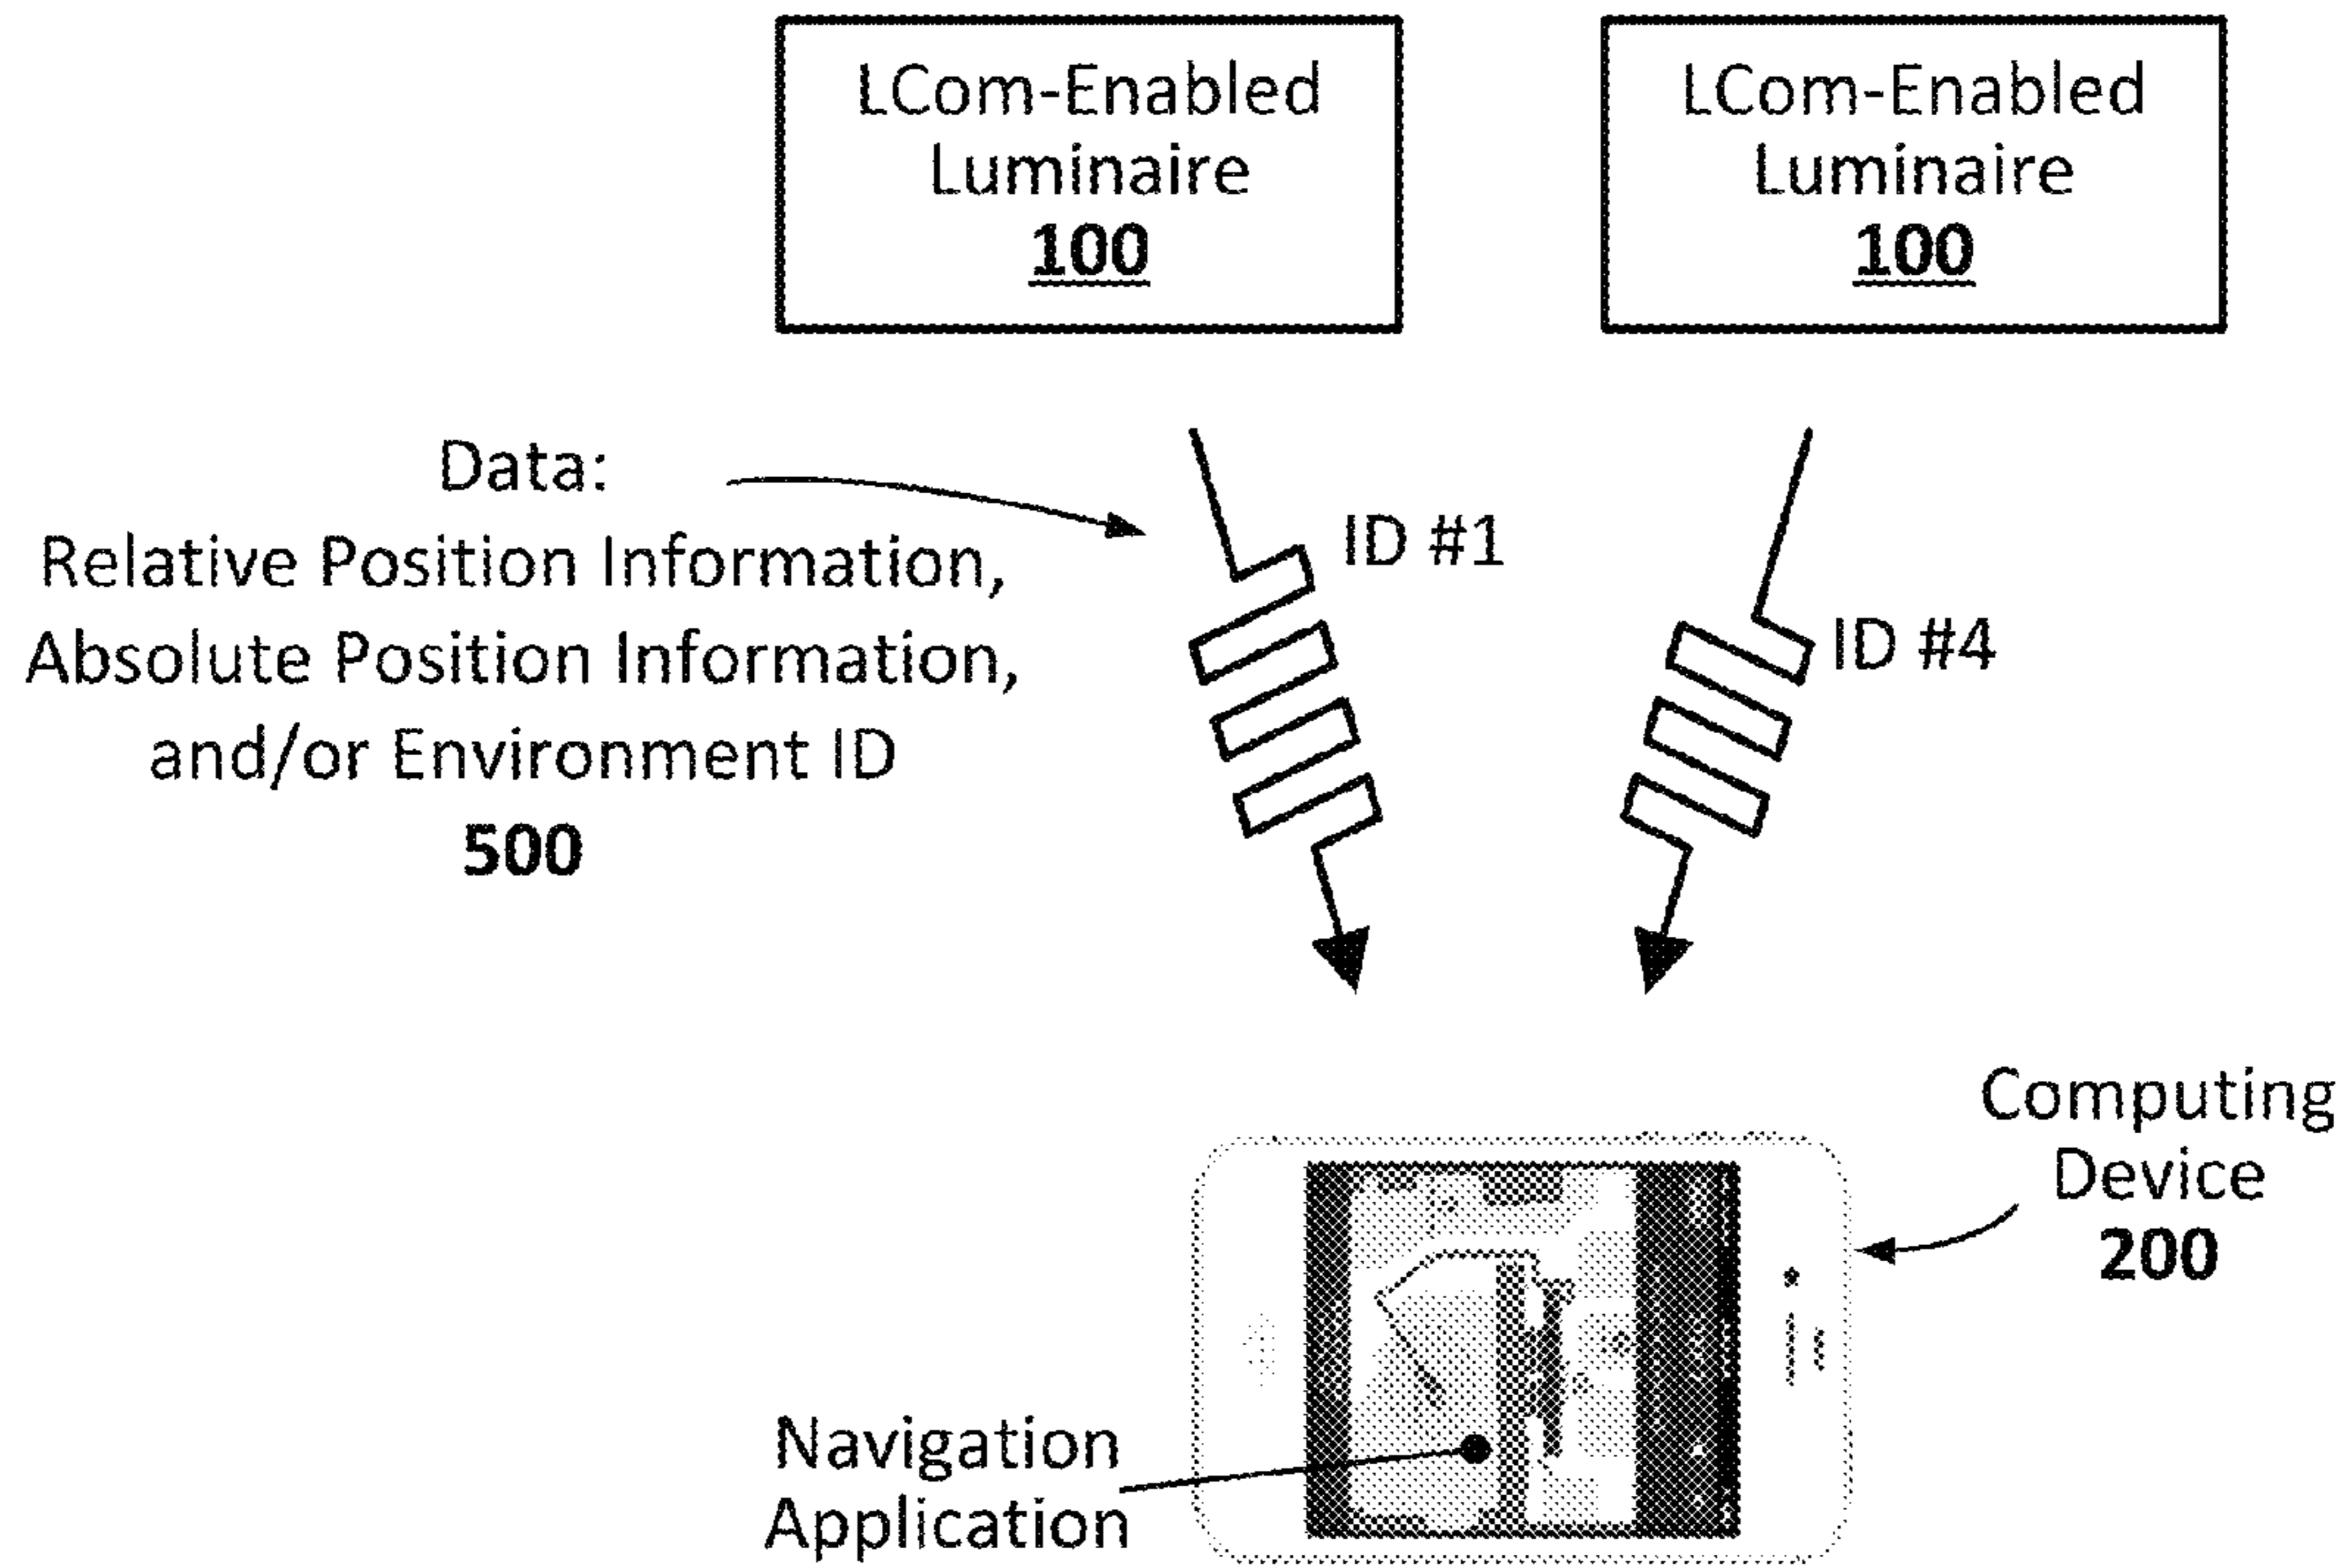 LCom-Enabled
Luminaire
100
LCom-Enabled
Luminaire
100
Data:
Relative Position Information,
Absolute Position Information,
and/or Environment ID
500
ID #1
ID #4
Computing
Device
200
Navigation
Application